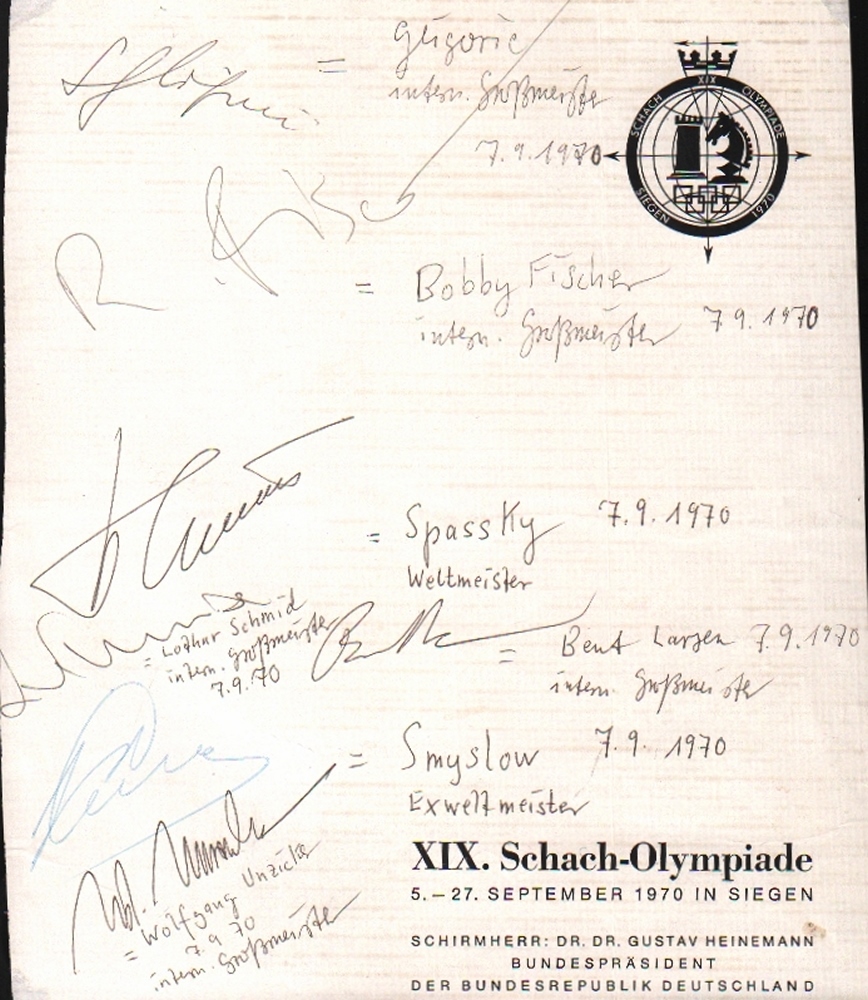 Gligoric
=
intern. Großmeister
7.9.1970
XIX
SCHACH OLYMPIADE
SIEGEN 1970
= Bobby Fischer
intern. Großmeister 7.9.1970
= Spassky 7.9.1970
Weltmeister
= Lothar Schmid
intern. Großmeister
7.9.70
= Bent Larsen 7.9.1970
intern. Großmeister
= Smyslow 7.9.1970
Exweltmeister
= Wolfgang Unzicker
7.9.70
intern. Großmeister
XIX. Schach-Olympiade
5.–27. SEPTEMBER 1970 IN SIEGEN
SCHIRMHERR: DR. DR. GUSTAV HEINEMANN
BUNDESPRÄSIDENT
DER BUNDESREPUBLIK DEUTSCHLAND